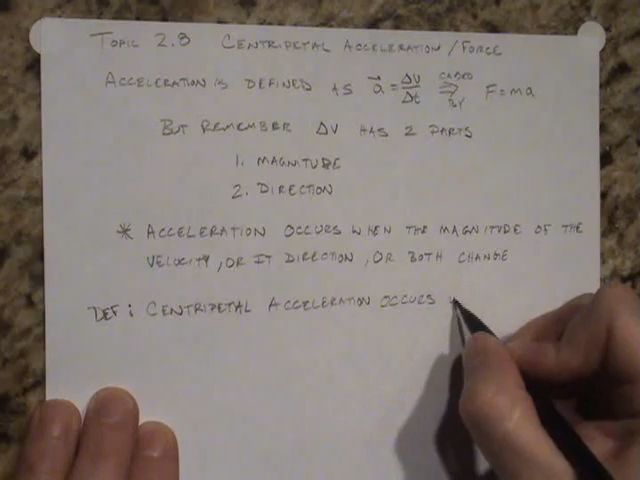 TOPIC 2.8 CENTRIPETAL ACCELERATION/FORCE
ACCELERATION IS DEFINED AS a⃗ = ΔV/Δt CAUSED BY ⇒ F=ma
BUT REMEMBER ΔV HAS 2 PARTS
1. MAGNITUDE
2. DIRECTION
* ACCELERATION OCCURS WHEN THE MAGNITUDE OF THE
VELOCITY, OR IT DIRECTION, OR BOTH CHANGE
DEF: CENTRIPETAL ACCELERATION OCCURS